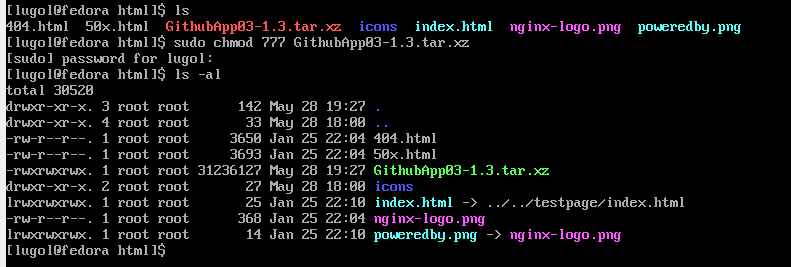 [lugol@fedora html]$ ls
404.html 50x.html GithubApp03-1.3.tar.xz icons index.html nginx-logo.png poweredby.png
[lugol@fedora html]$ sudo chmod 777 GithubApp03-1.3.tar.xz
[sudo] password for lugol:
[lugol@fedora html]$ ls -al
total 30520
drwxr-xr-x. 3 root root 142 May 28 19:27 .
drwxr-xr-x. 4 root root 33 May 28 18:00 ..
-rw-r--r--. 1 root root 3650 Jan 25 22:04 404.html
-rw-r--r--. 1 root root 3693 Jan 25 22:04 50x.html
-rwxrwxrwx. 1 root root 31236127 May 28 19:27 GithubApp03-1.3.tar.xz
drwxr-xr-x. 2 root root 27 May 28 18:00 icons
lrwxrwxrwx. 1 root root 25 Jan 25 22:10 index.html -> ../../testpage/index.html
-rw-r--r--. 1 root root 368 Jan 25 22:04 nginx-logo.png
lrwxrwxrwx. 1 root root 14 Jan 25 22:10 poweredby.png -> nginx-logo.png
[lugol@fedora html]$